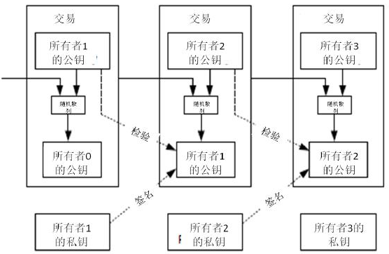 交易
交易
交易
所有者1
的公钥
所有者2
的公钥
所有者3
的公钥
随机散
列
随机散
列
随机散
列
检验
检验
所有者0
的公钥
所有者1
的公钥
所有者2
的公钥
签名
签名
所有者1
的私钥
所有者2
的私钥
所有者3的
私钥